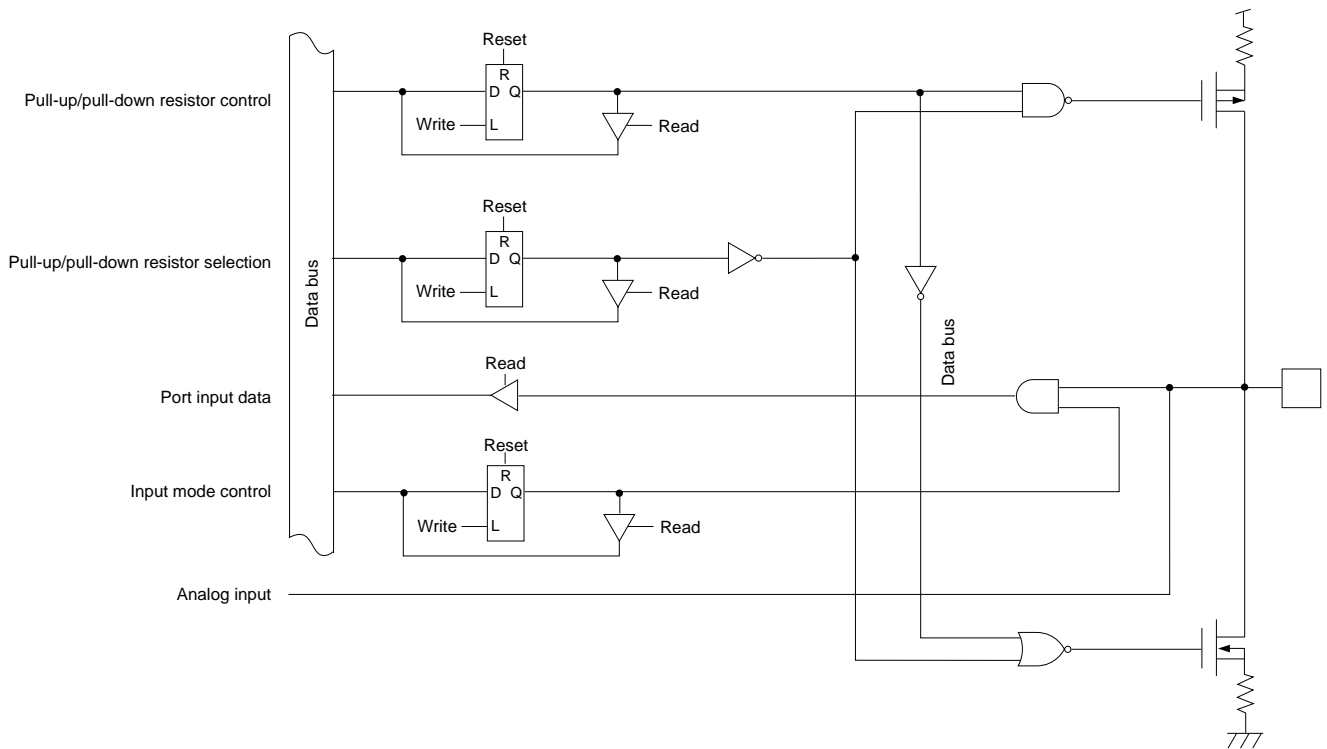 Reset
R
D Q
Pull-up/pull-down resistor control
Write
L
Read
Reset
R
D Q
Pull-up/pull-down resistor selection
Write
L
Read
Data bus
Data bus
Read
Port input data
Reset
R
D Q
Input mode control
Write
L
Read
Analog input